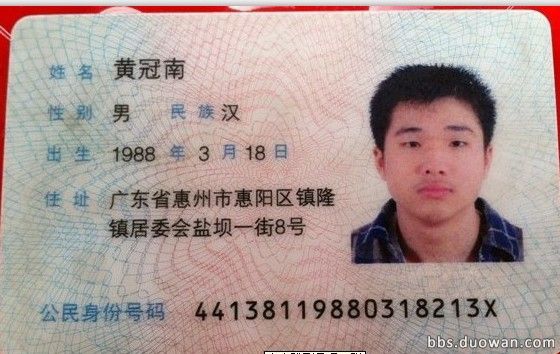 姓名 黄冠南
性别 男 民族 汉
出生 1988 年 3 月 18 日
住址 广东省惠州市惠阳区镇隆
镇居委会盐坝一街8号
公民身份号码 44138119880318213X
bbs.duowan.com